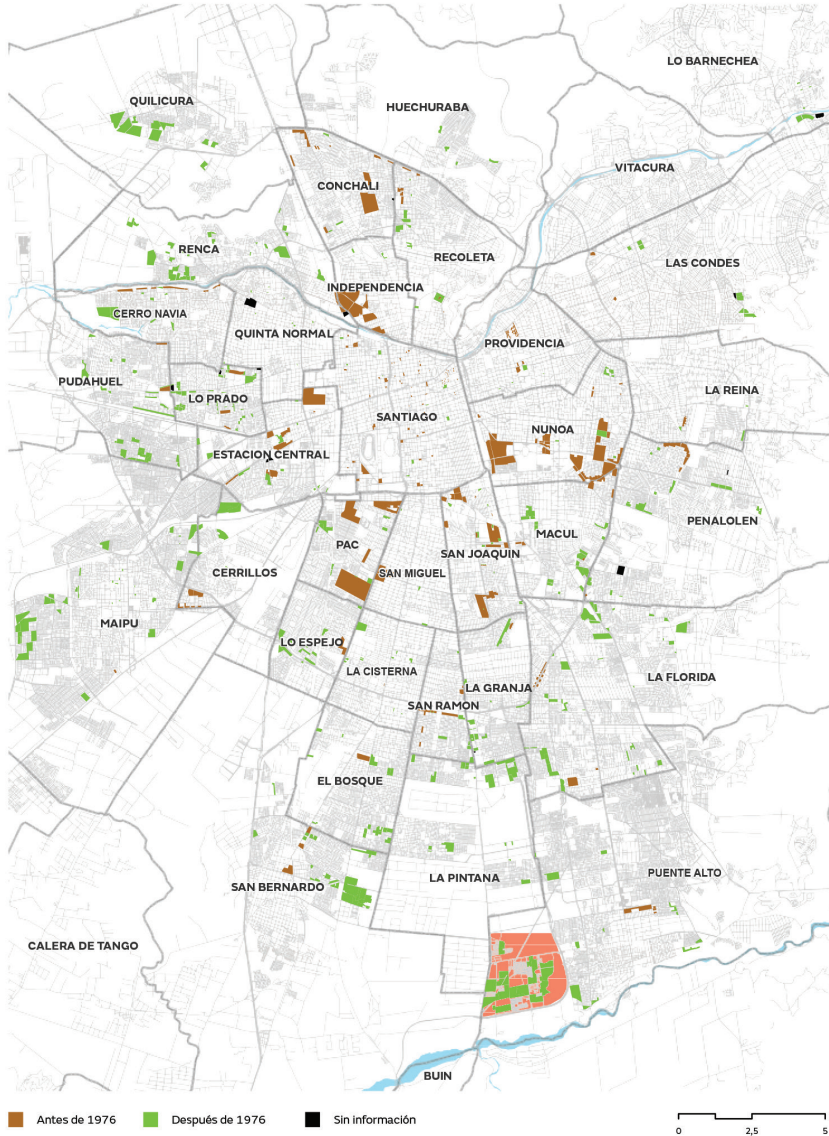 LO BARNECHEA
QUILICURA
HUECHURABA
VITACURA
CONCHALI
RENCA
RECOLETA
LAS CONDES
INDEPENDENCIA
CERRO NAVIA
QUINTA NORMAL
PROVIDENCIA
PUDAHUEL
LA REINA
LO PRADO
SANTIAGO
NUNOA
ESTACION CENTRAL
PENALOLEN
MACUL
PAC
SAN JOAQUIN
CERRILLOS
SAN MIGUEL
MAIPU
LO ESPEJO
LA CISTERNA
LA FLORIDA
LA GRANJA
SAN RAMON
EL BOSQUE
PUENTE ALTO
LA PINTANA
SAN BERNARDO
CALERA DE TANGO
BUIN
Antes de 1976 Después de 1976 Sin información
0 2,5 5